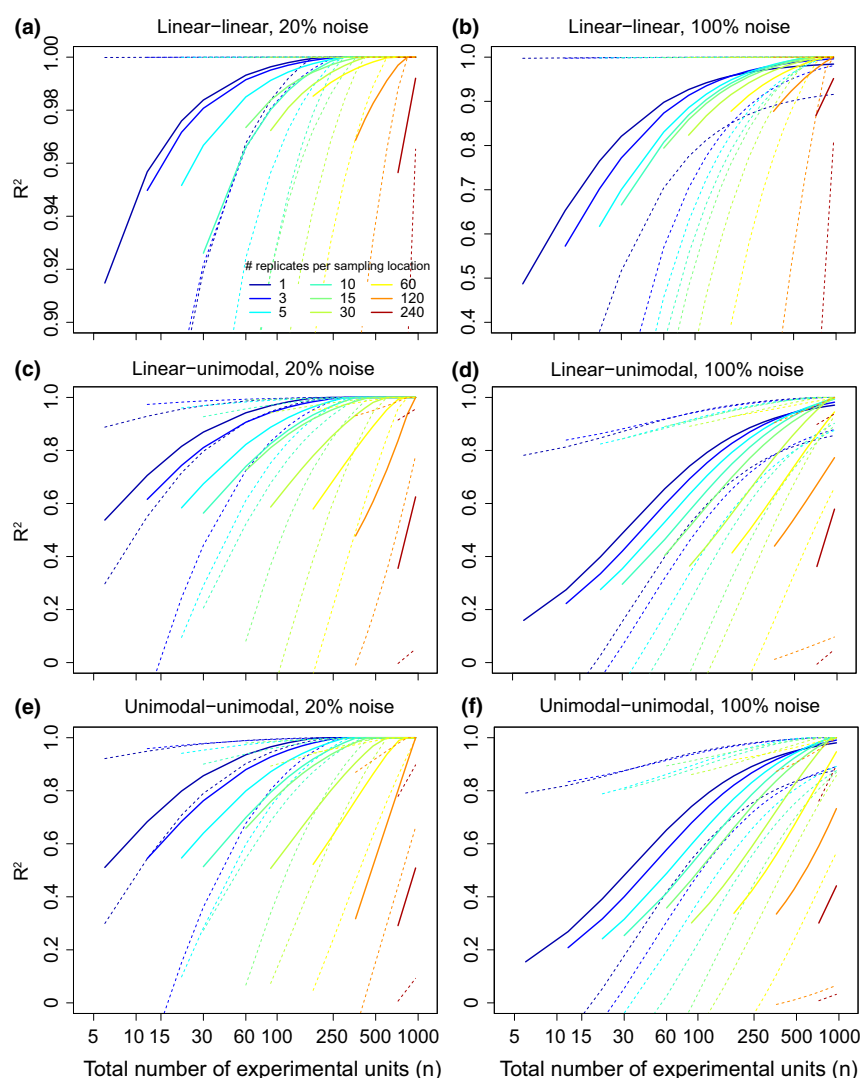 (a) Linear−linear, 20% noise
R²
1.00
0.98
0.96
0.94
0.92
0.90
# replicates per sampling location
1 10 60
3 15 120
5 30 240
(b) Linear−linear, 100% noise
1.0
0.9
0.8
0.7
0.6
0.5
0.4
(c) Linear−unimodal, 20% noise
R²
1.0
0.8
0.6
0.4
0.2
0
(d) Linear−unimodal, 100% noise
1.0
0.8
0.6
0.4
0.2
0
(e) Unimodal−unimodal, 20% noise
R²
1.0
0.8
0.6
0.4
0.2
0
5 10 15 30 60 100 250 500 1000
Total number of experimental units (n)
(f) Unimodal−unimodal, 100% noise
1.0
0.8
0.6
0.4
0.2
0
5 10 15 30 60 100 250 500 1000
Total number of experimental units (n)